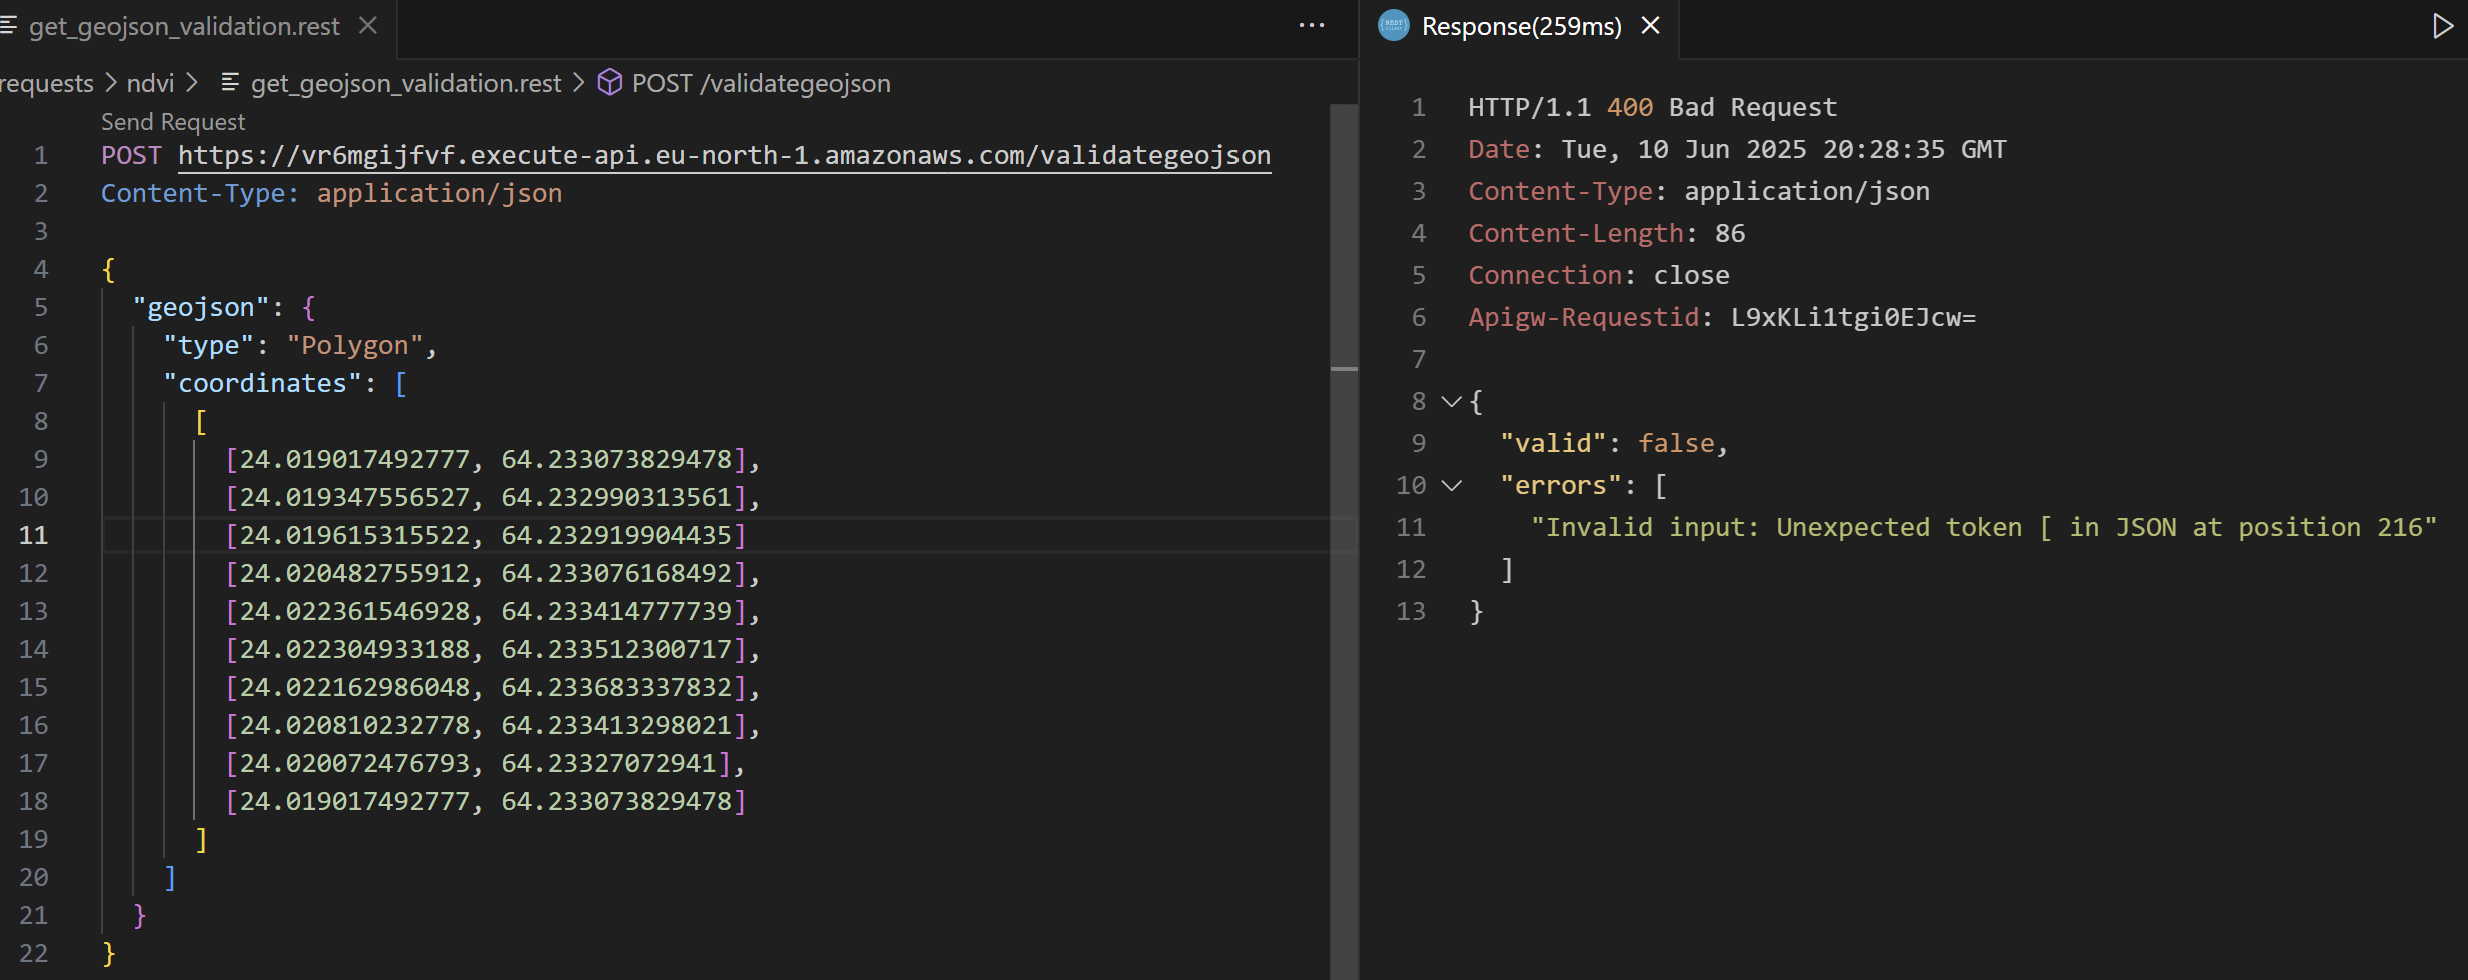 get_geojson_validation.rest
requests > ndvi > get_geojson_validation.rest > POST /validategeojson
Send Request
1 POST https://vr6mgijfvf.execute-api.eu-north-1.amazonaws.com/validategeojson
2 Content-Type: application/json
3
4 {
5 "geojson": {
6 "type": "Polygon",
7 "coordinates": [
8 [
9 [24.019017492777, 64.233073829478],
10 [24.019347556527, 64.232990313561],
11 [24.019615315522, 64.232919904435]
12 [24.020482755912, 64.233076168492],
13 [24.022361546928, 64.233414777739],
14 [24.022304933188, 64.233512300717],
15 [24.022162986048, 64.233683337832],
16 [24.020810232778, 64.233413298021],
17 [24.020072476793, 64.23327072941],
18 [24.019017492777, 64.233073829478]
19 ]
20 ]
21 }
22 }
Response(259ms)
1 HTTP/1.1 400 Bad Request
2 Date: Tue, 10 Jun 2025 20:28:35 GMT
3 Content-Type: application/json
4 Content-Length: 86
5 Connection: close
6 Apigw-Requestid: L9xKLi1tgi0EJcw=
7
8 {
9 "valid": false,
10 "errors": [
11 "Invalid input: Unexpected token [ in JSON at position 216"
12 ]
13 }